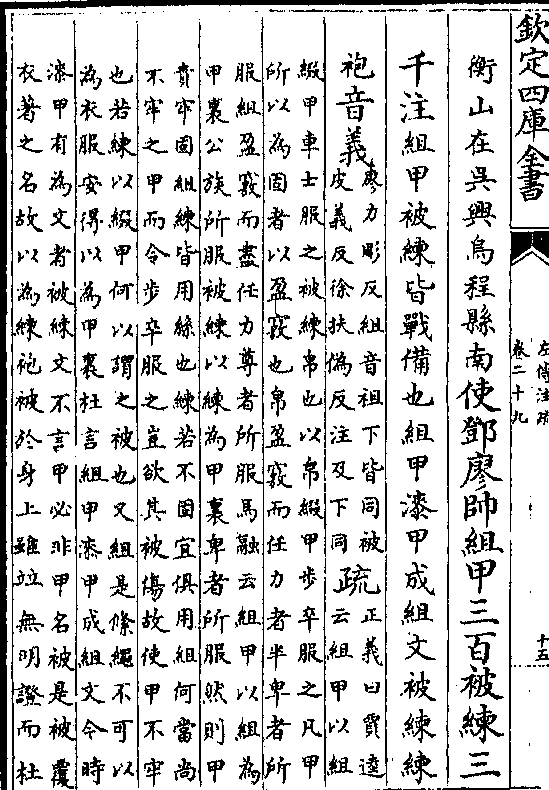 欽定四庫全書
左傳注疏
卷二十九
十五
衡山在吳興烏程縣南使鄧廖帥組甲三百被練三
千注組甲被練皆戰備也組甲漆甲成組文被練練
袍音義
廖力彫反組音祖下皆同被
皮義反徐扶偽反注及下同
疏
正義曰賈逵
云組甲以組
綴甲車士服之被練帛也以帛綴甲步卒服之凡甲
所以為固者以盈竅也帛盈竅而任力者半卑者所
服組盈竅而盡任力尊者所服馬融云組甲以組為
甲裏公族所服被練以練為甲裏卑者所服然則甲
貴牢固組練皆用絲也練若不固宜俱用組何當尚
不牢之甲而令步卒服之豈欲其被傷故使甲不牢
也若練以綴甲何以謂之被也又組是絛繩不可以
為衣服安得以為甲裏杜言組甲漆甲成組文今時
漆甲有為文者被練文不言甲必非甲名被是被覆
衣著之名故以為練袍被於身上雖竝無明證而杜